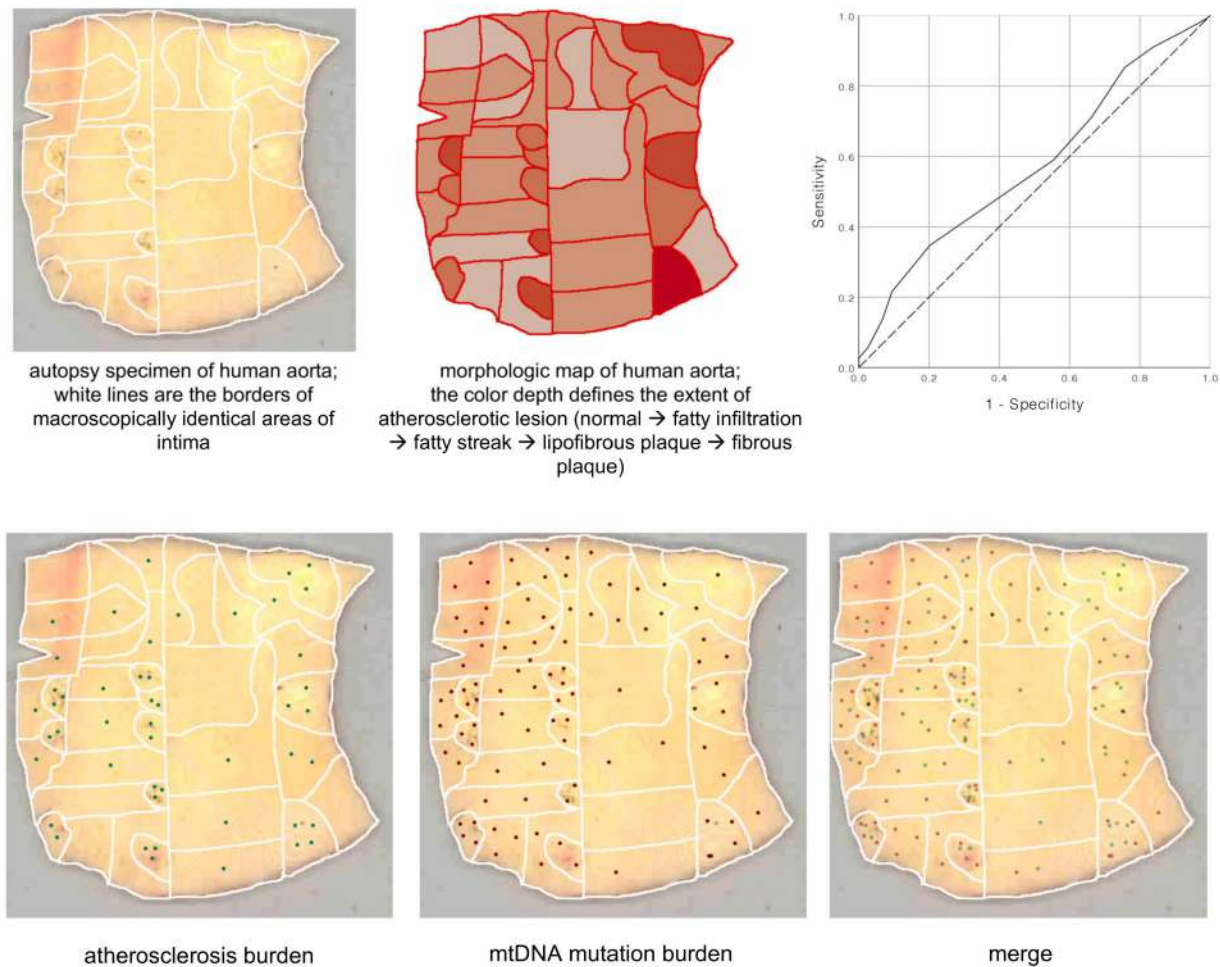 autopsy specimen of human aorta;
white lines are the borders of
macroscopically identical areas of
intima
morphologic map of human aorta;
the color depth defines the extent of
atherosclerotic lesion (normal → fatty infiltration
→ fatty streak → lipofibrous plaque → fibrous
plaque)
1.0
0.8
0.6
0.4
0.2
0.0
Sensitivity
0.0 0.2 0.4 0.6 0.8 1.0
1 - Specificity
atherosclerosis burden
mtDNA mutation burden
merge